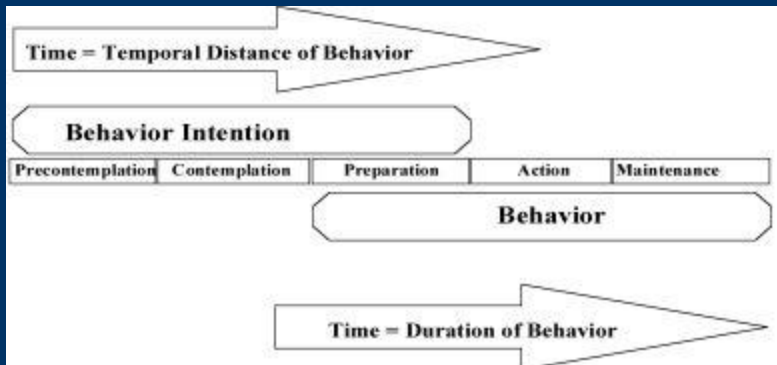 Time = Temporal Distance of Behavior
Behavior Intention
Precontemplation Contemplation Preparation Action Maintenance
Behavior
Time = Duration of Behavior